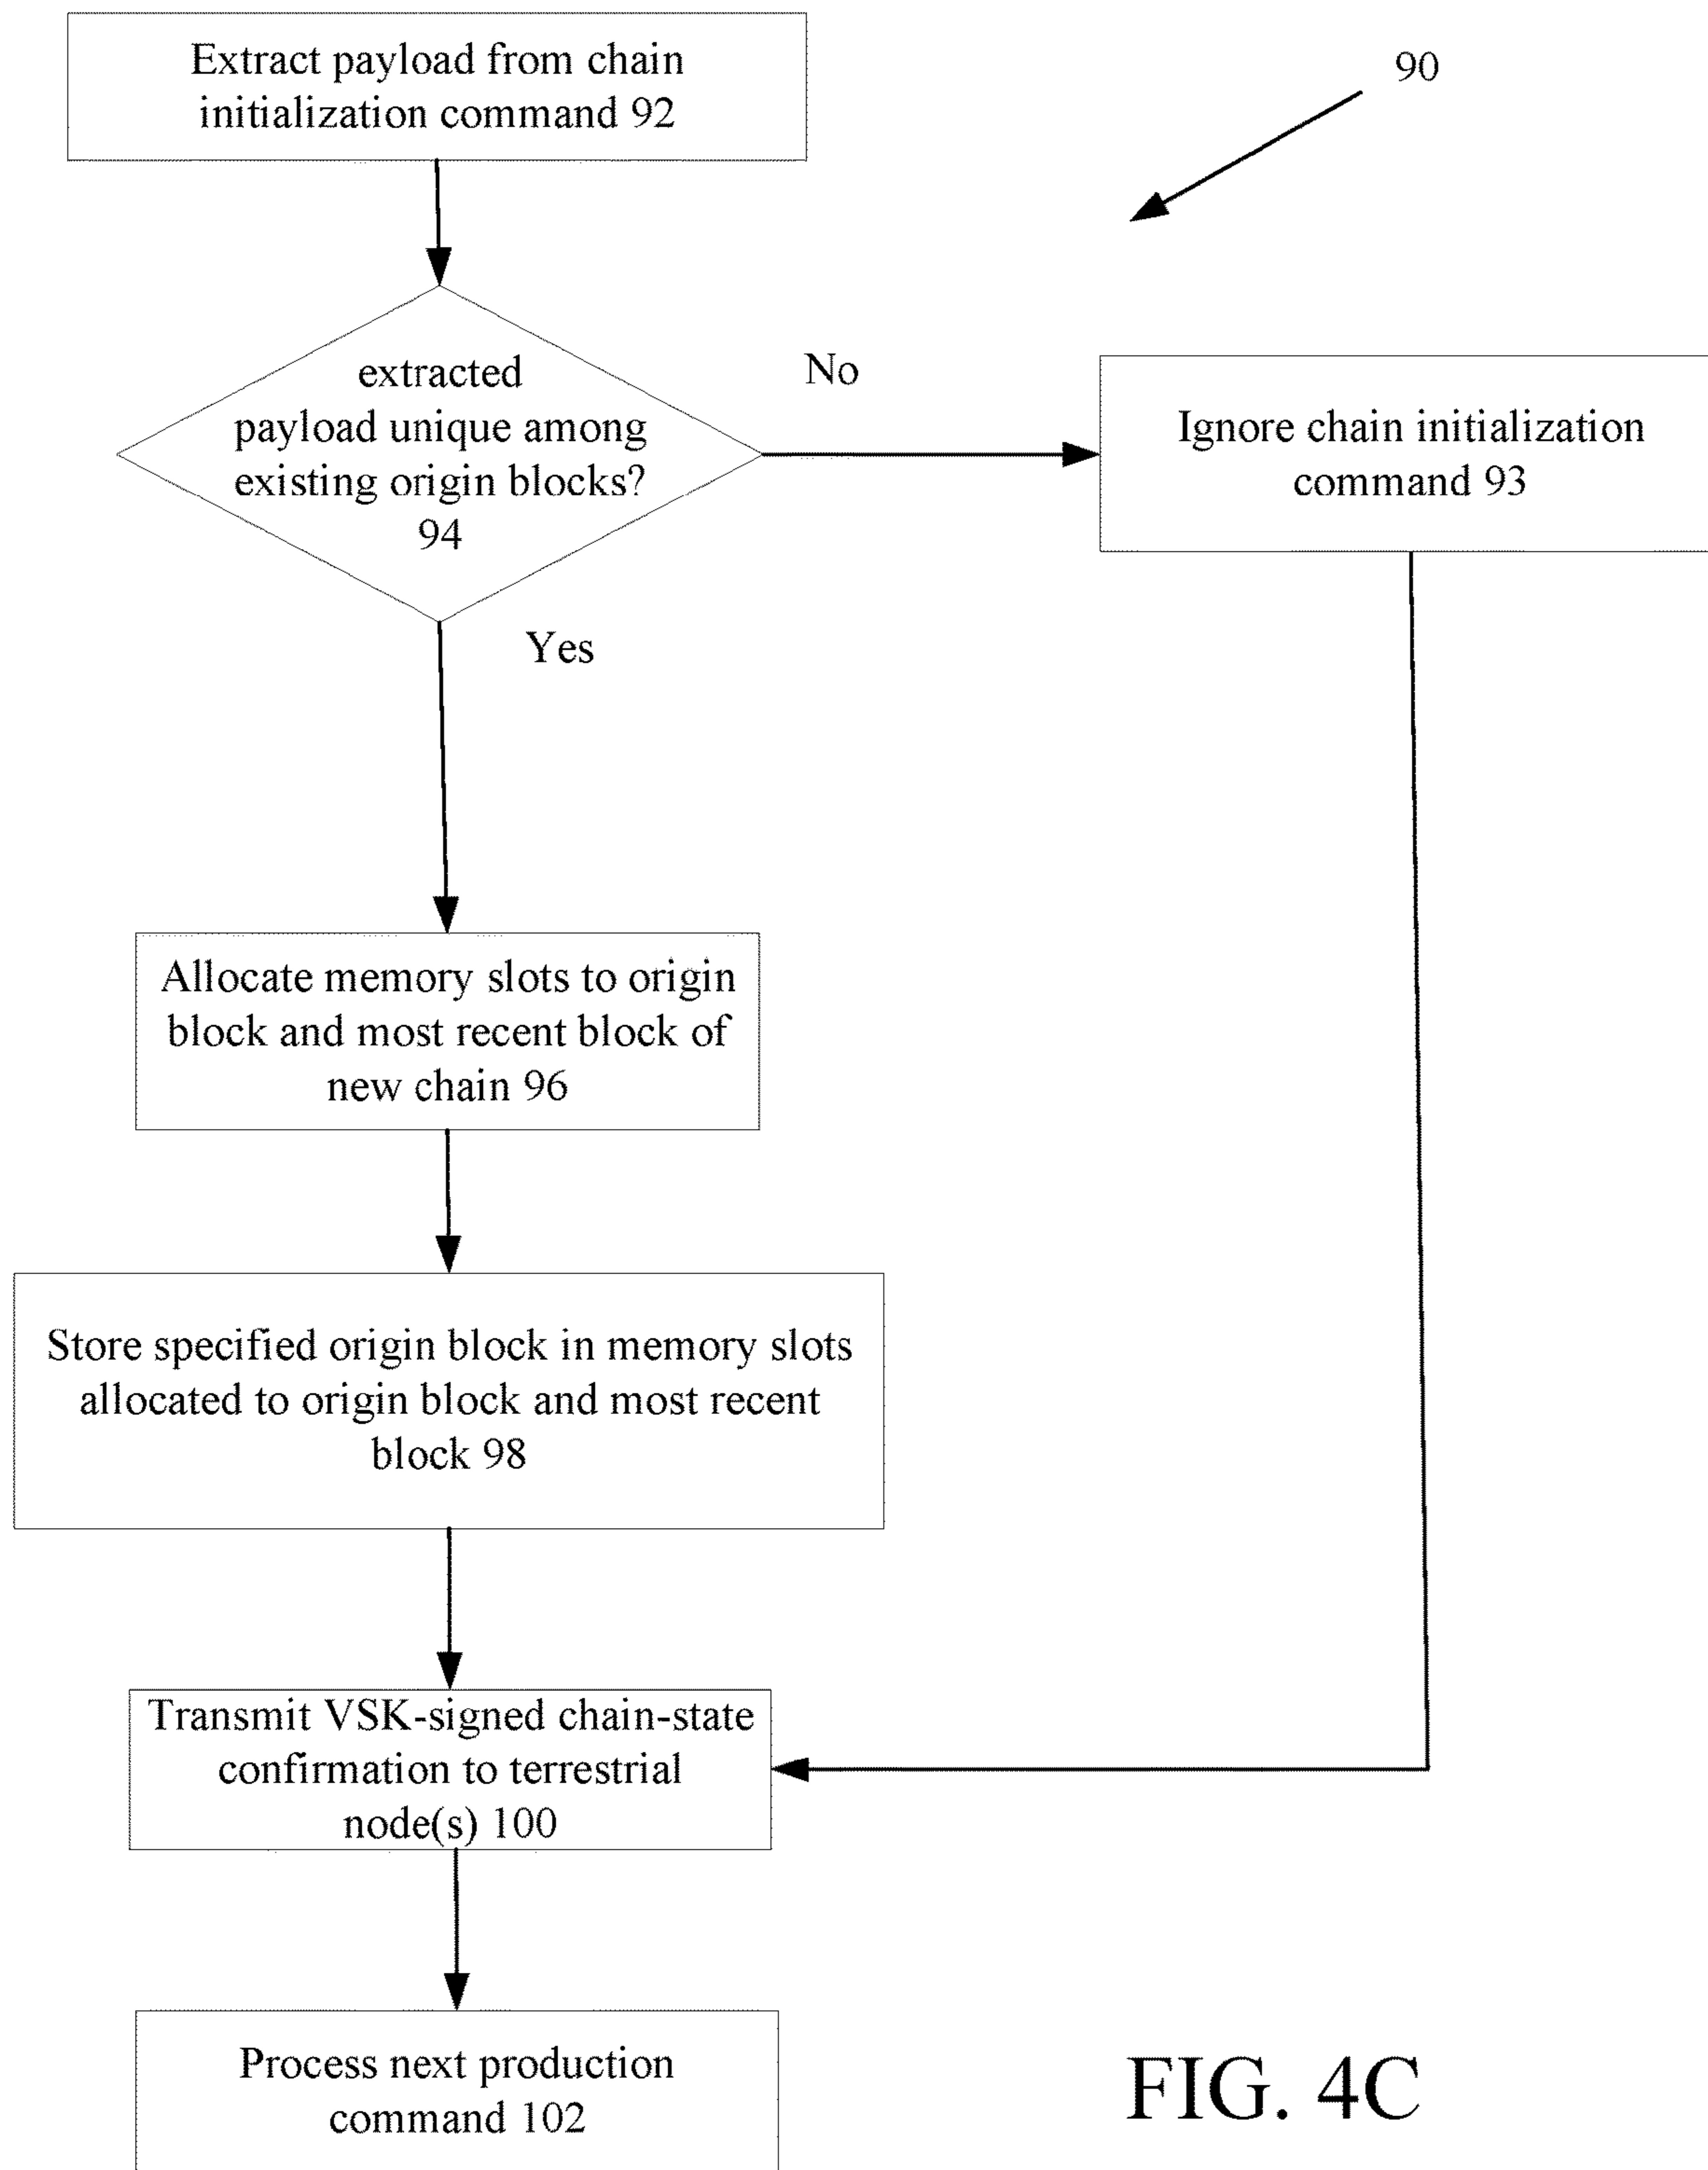 Extract payload from chain
initialization command 92
90
extracted
payload unique among
existing origin blocks?
94
No
Ignore chain initialization
command 93
Yes
Allocate memory slots to origin
block and most recent block of
new chain 96
Store specified origin block in memory slots
allocated to origin block and most recent
block 98
Transmit VSK-signed chain-state
confirmation to terrestrial
node(s) 100
Process next production
command 102
FIG. 4C